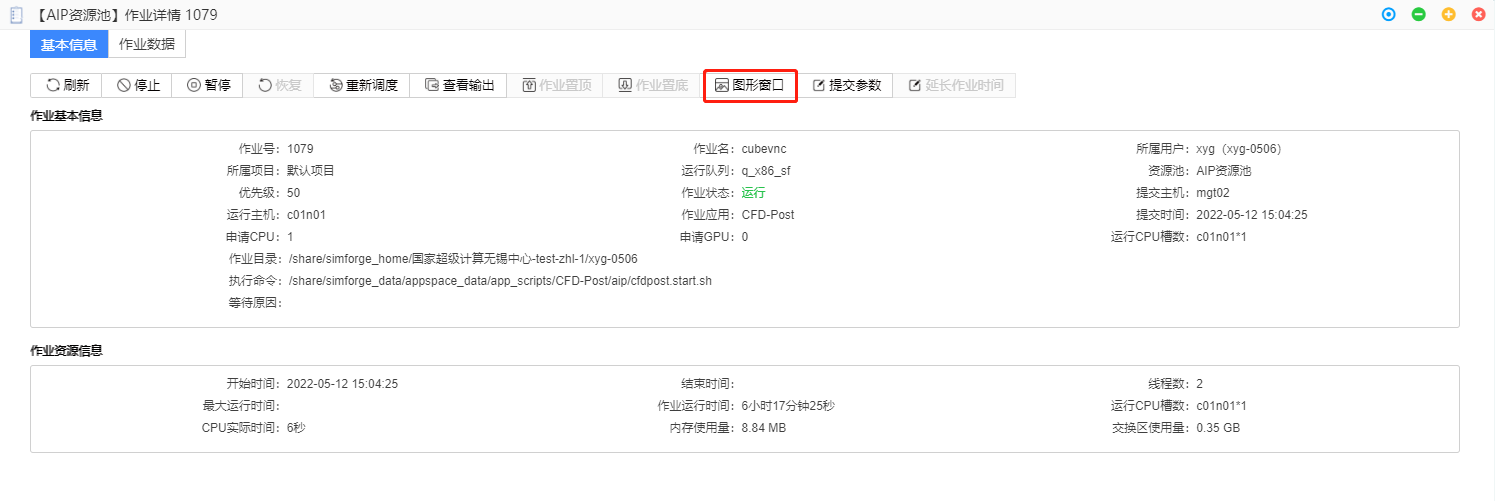 【AIP资源池】作业详情 1079
基本信息 作业数据
刷新 停止 暂停 恢复 重新调度 查看输出 作业置顶 作业置底 图形窗口 提交参数 延长作业时间
作业基本信息
作业号: 1079 作业名: cubevnc 所属用户: xyg（xyg-0506）
所属项目: 默认项目 运行队列: q_x86_sf 资源池: AIP资源池
优先级: 50 作业状态: 运行 提交主机: mgt02
运行主机: c01n01 作业应用: CFD-Post 提交时间: 2022-05-12 15:04:25
申请CPU: 1 申请GPU: 0 运行CPU槽数: c01n01*1
作业目录: /share/simforge_home/国家超级计算无锡中心-test-zhl-1/xyg-0506
执行命令: /share/simforge_data/appspace_data/app_scripts/CFD-Post/aip/cfdpost.start.sh
等待原因:
作业资源信息
开始时间: 2022-05-12 15:04:25 结束时间: 线程数: 2
最大运行时间: 作业运行时间: 6小时17分钟25秒 运行CPU槽数: c01n01*1
CPU实际时间: 6秒 内存使用量: 8.84 MB 交换区使用量: 0.35 GB